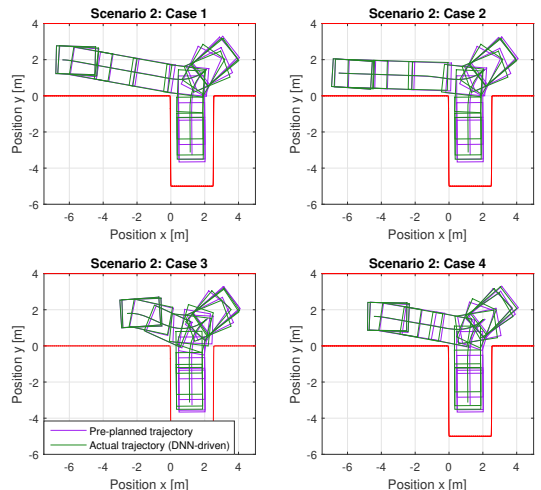 Scenario 2: Case 1
4
2
0
-2
-4
-6
Position y [m]
-6 -4 -2 0 2 4
Position x [m]
Scenario 2: Case 2
4
2
0
-2
-4
-6
Position y [m]
-6 -4 -2 0 2 4
Position x [m]
Scenario 2: Case 3
4
2
0
-2
-4
-6
Position y [m]
Pre-planned trajectory
Actual trajectory (DNN-driven)
-6 -4 -2 0 2 4
Scenario 2: Case 4
4
2
0
-2
-4
-6
Position y [m]
-6 -4 -2 0 2 4